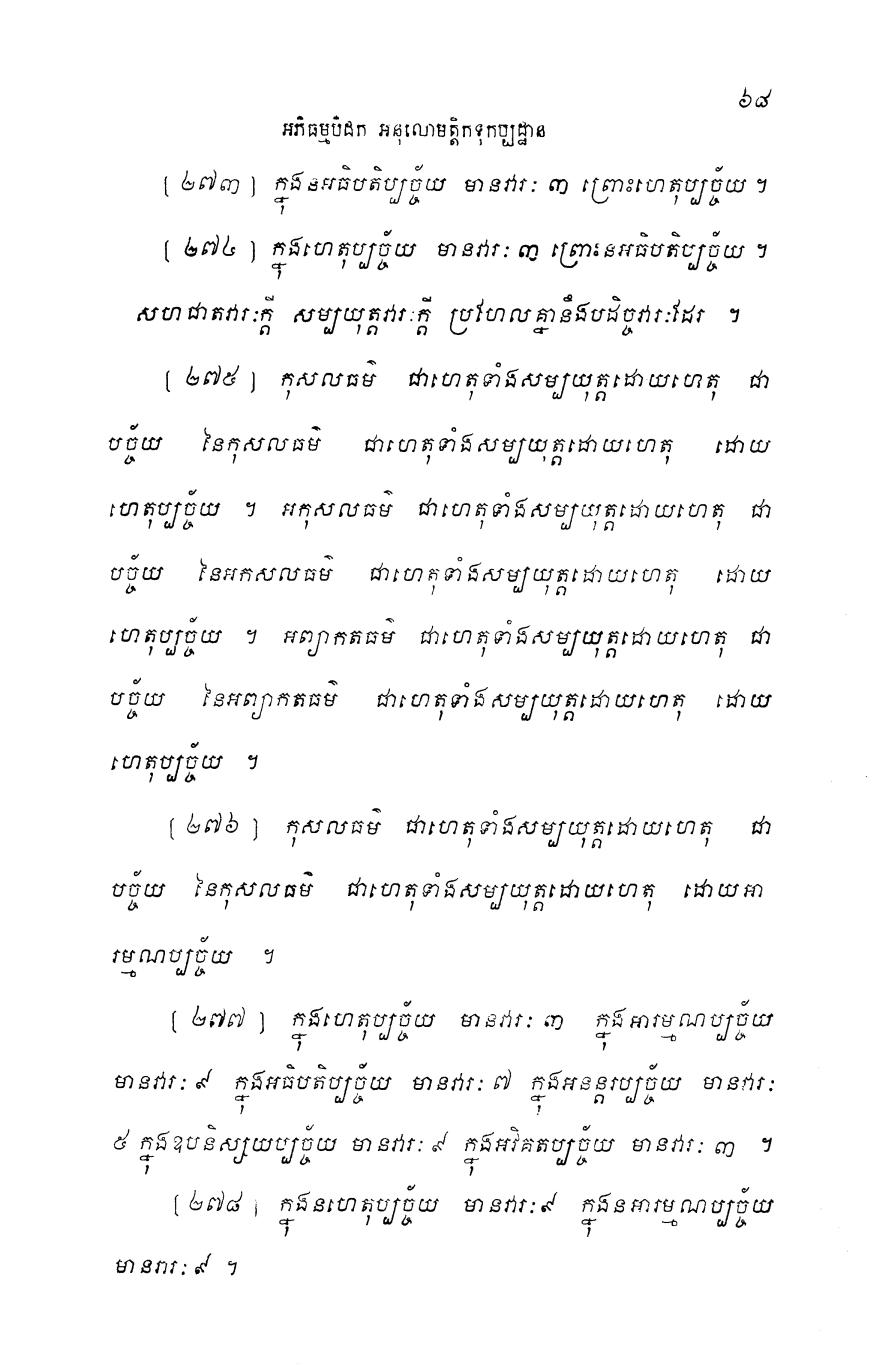 ៦៨
អភិធម្មបិដក អនុលោមត្តិកទុកប្បដ្ឋាន
[ ២៧៣ ] ក្នុងនអធិបតិប្បច្ច័យ មានវារៈ ៣ ព្រោះហេតុប្បច្ច័យ ។
[ ២៧៤ ] ក្នុងហេតុប្បច្ច័យ មានវារៈ ៣ ព្រោះនអធិបតិប្បច្ច័យ ។
សហជាតវារៈក្តី សម្បយុត្តវារៈក្តី ប្រហែលគ្នានឹងបដិច្ចវារៈដែរ ។
[ ២៧៥ ] កុសលធម៌ ជាហេតុទាំងសម្បយុត្តដោយហេតុ ជា
បច្ច័យ នៃកុសលធម៌ ជាហេតុទាំងសម្បយុត្តដោយហេតុ ដោយ
ហេតុប្បច្ច័យ ។ អកុសលធម៌ ជាហេតុទាំងសម្បយុត្តដោយហេតុ ជា
បច្ច័យ នៃអកសលធម៌ ជាហេតុទាំងសម្បយុត្តដោយហេតុ ដោយ
ហេតុប្បច្ច័យ ។ អព្យាកតធម៌ ជាហេតុទាំងសម្បយុត្តដោយហេតុ ជា
បច្ច័យ នៃអព្យាកតធម៌ ជាហេតុទាំងសម្បយុត្តដោយហេតុ ដោយ
ហេតុប្បច្ច័យ ។
[ ២៧៦ ] កុសលធម៌ ជាហេតុទាំងសម្បយុត្តដោយហេតុ ជា
បច្ច័យ នៃកុសលធម៌ ជាហេតុទាំងសម្បយុត្តដោយហេតុ ដោយអា
រម្មណប្បច្ច័យ ។
[ ២៧៧ ] ក្នុងហេតុប្បច្ច័យ មានវារៈ ៣ ក្នុងអារម្មណប្បច្ច័យ
មានវារៈ ៩ ក្នុងអធិបតិប្បច្ច័យ មានវារៈ ៧ ក្នុងអនន្តរប្បច្ច័យ មានវារៈ
៥ ក្នុងឧបនិស្សយប្បច្ច័យ មានវារៈ ៩ ក្នុងអវិគតប្បច្ច័យ មានវារៈ ៣ ។
[ ២៧៨ ] ក្នុងនហេតុប្បច្ច័យ មានវារៈ ៩ ក្នុងនអារម្មណប្បច្ច័យ
មានវារៈ ៩ ។